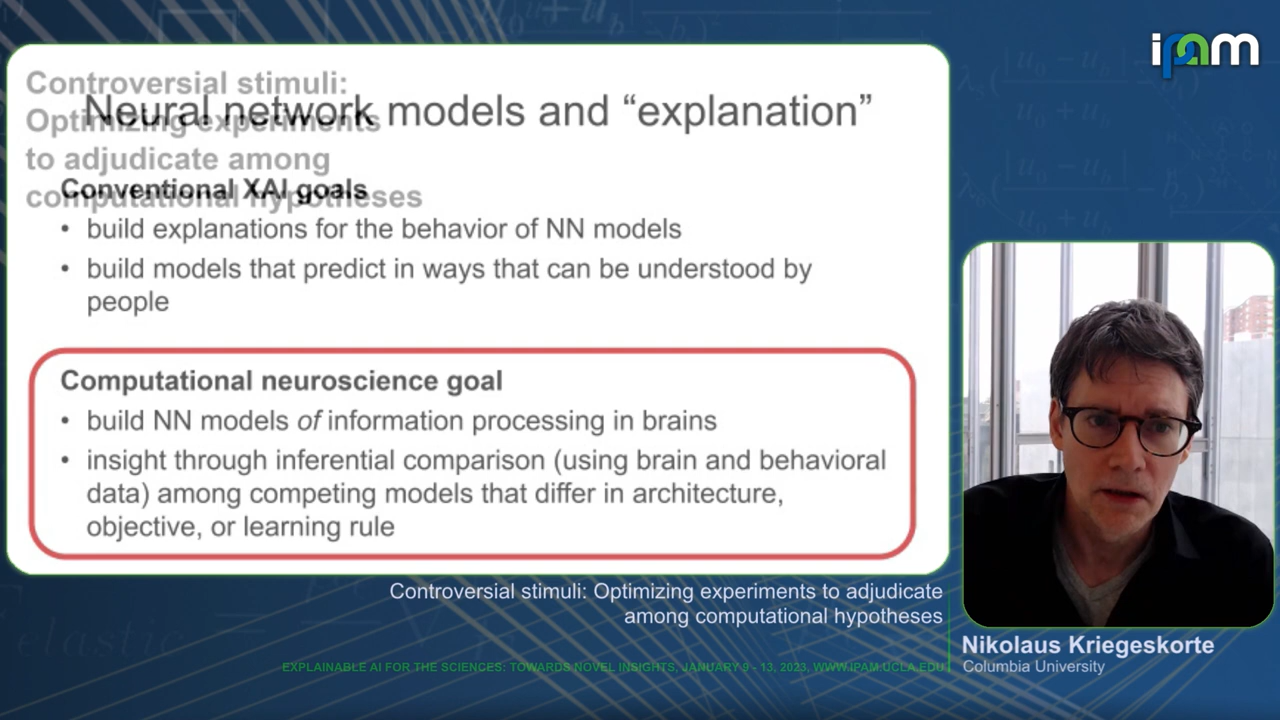 ipam
Controversial stimuli:
Optimizing experiments
to adjudicate among
computational hypotheses
Neural network models and “explanation”
Conventional XAI goals
• build explanations for the behavior of NN models
• build models that predict in ways that can be understood by
people
Computational neuroscience goal
• build NN models of information processing in brains
• insight through inferential comparison (using brain and behavioral
data) among competing models that differ in architecture,
objective, or learning rule
Controversial stimuli: Optimizing experiments to adjudicate
among computational hypotheses
Nikolaus Kriegeskorte
Columbia University
EXPLAINABLE AI FOR THE SCIENCES: TOWARDS NOVEL INSIGHTS, JANUARY 9 - 13, 2023, WWW.IPAM.UCLA.EDU
elastic